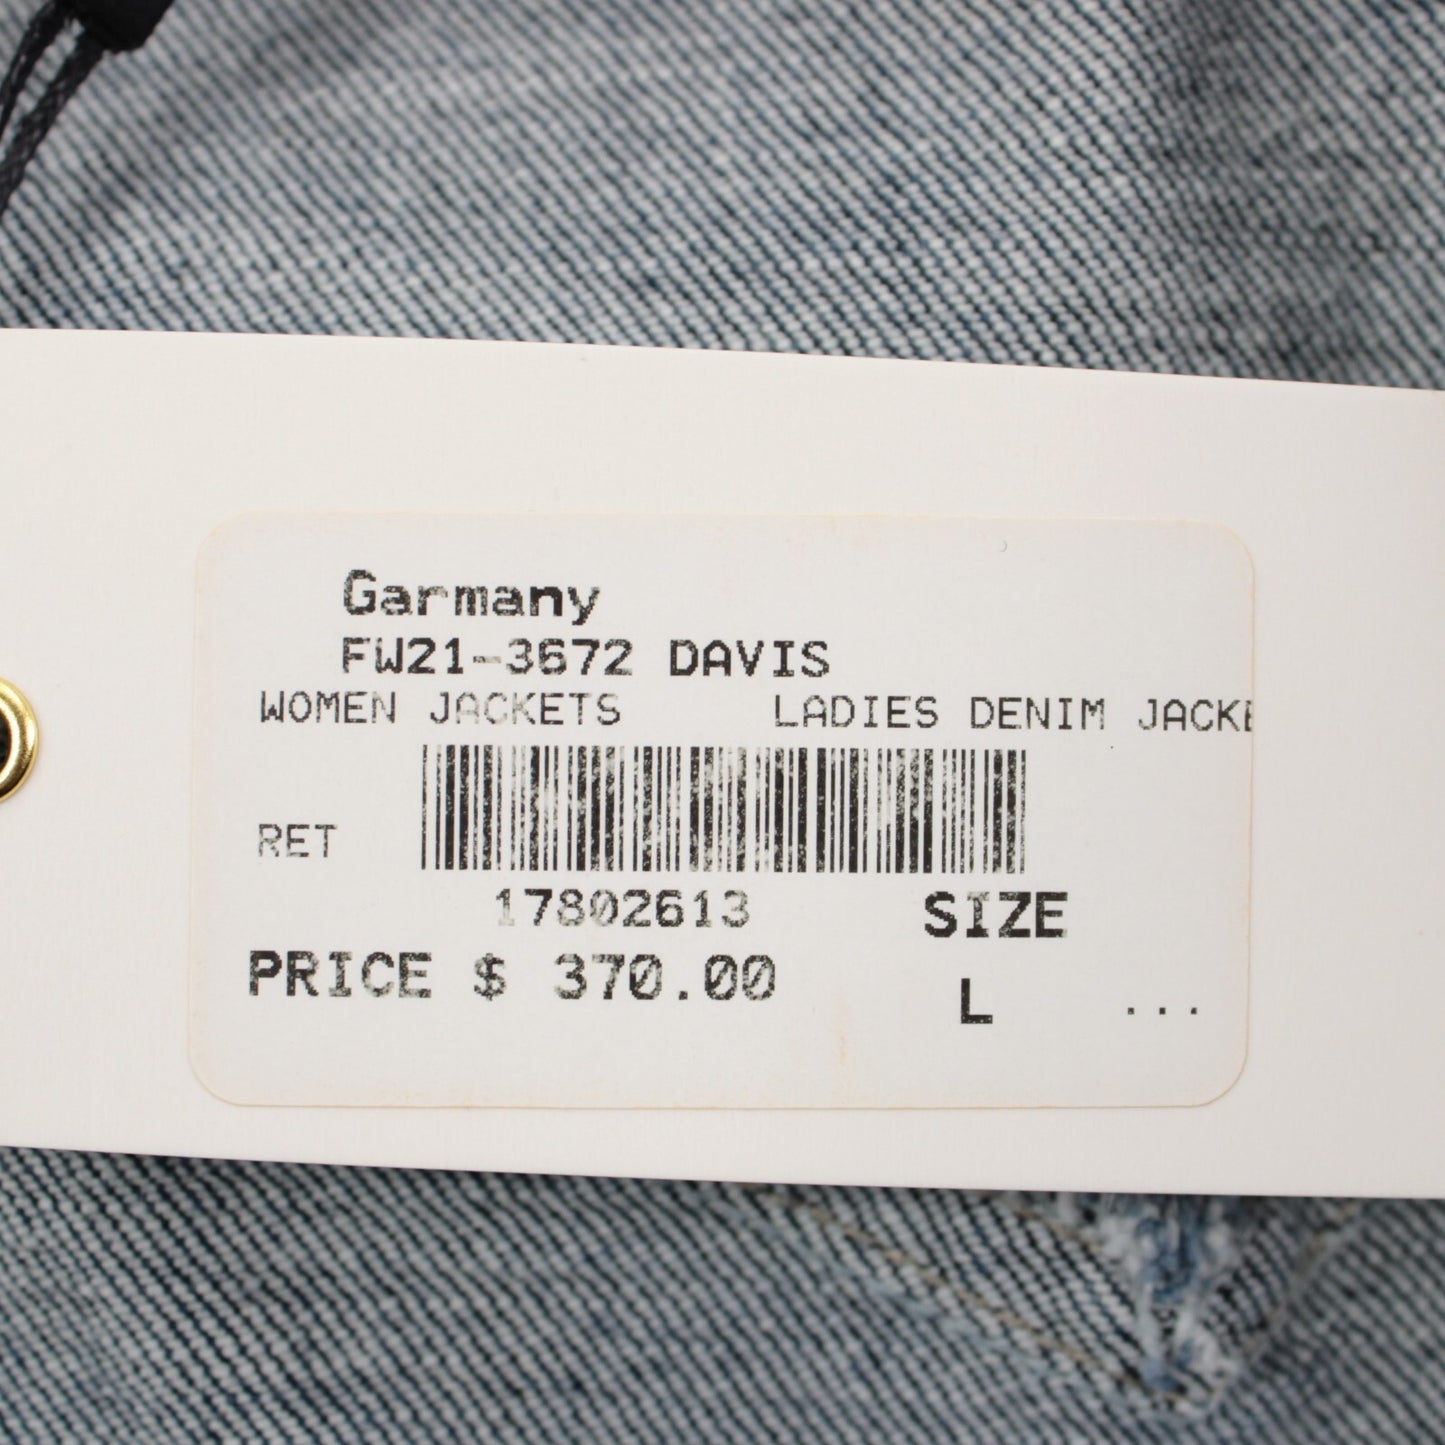 Garmany
FW21-3672 DAVIS
WOMEN JACKETS LADIES DENIM JACKE
RET
17802613
SIZE
PRICE $ 370.00
L ...